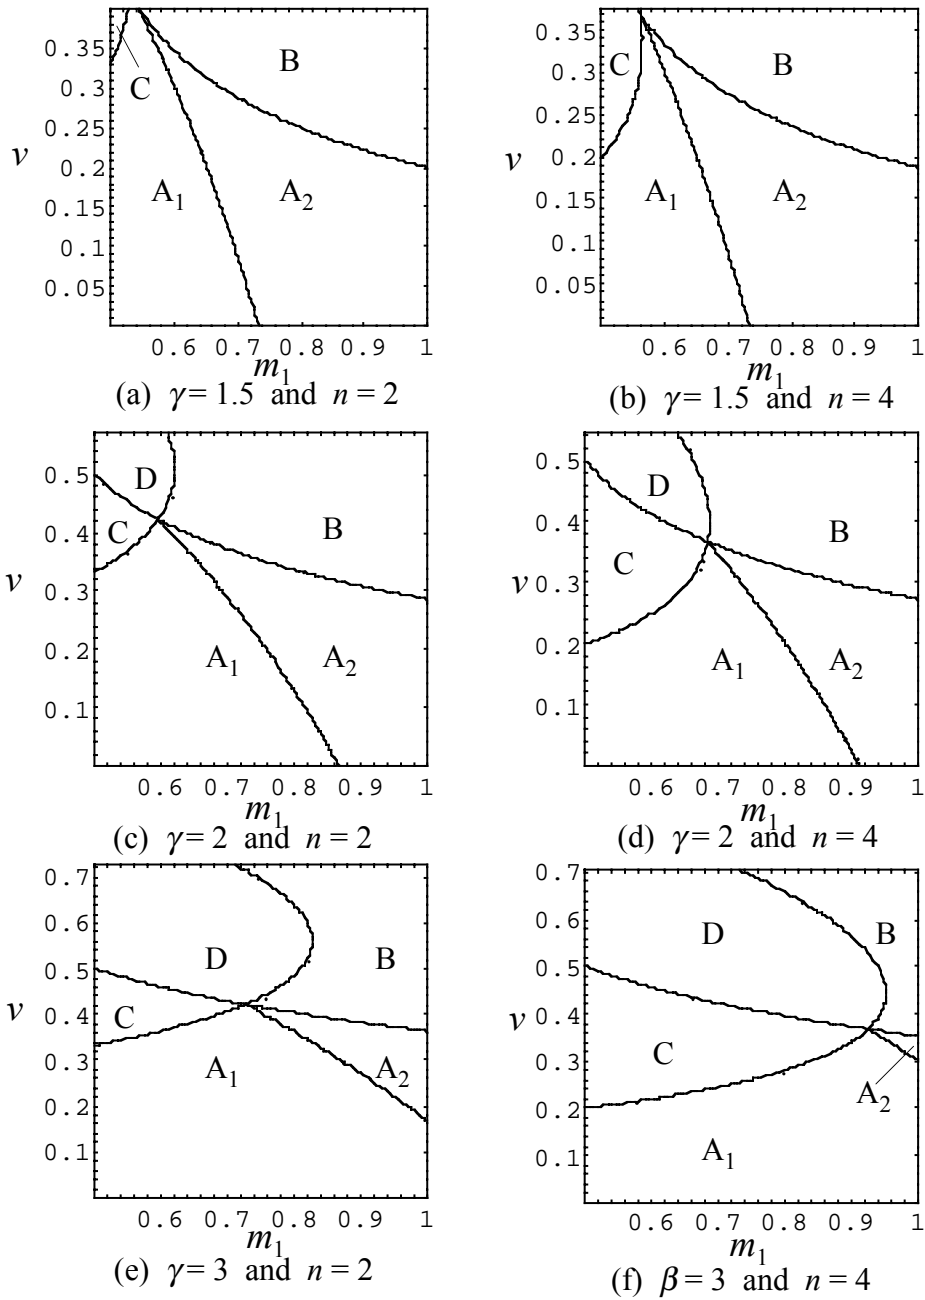 0.35
0.3
0.25
0.2
0.15
0.1
0.05
v
C
B
A1
A2
0.6 0.7 0.8 0.9 1
m1
(a) γ = 1.5 and n = 2
0.35
0.3
0.25
0.2
0.15
0.1
0.05
v
C
B
A1
A2
0.6 0.7 0.8 0.9 1
m1
(b) γ = 1.5 and n = 4
0.5
0.4
0.3
0.2
0.1
v
D
C
B
A1
A2
0.6 0.7 0.8 0.9 1
m1
(c) γ = 2 and n = 2
0.5
0.4
0.3
0.2
0.1
v
D
C
B
A1
A2
0.6 0.7 0.8 0.9 1
m1
(d) γ = 2 and n = 4
0.7
0.6
0.5
0.4
0.3
0.2
0.1
v
D
B
C
A1
A2
0.6 0.7 0.8 0.9 1
m1
(e) γ = 3 and n = 2
0.7
0.6
0.5
0.4
0.3
0.2
0.1
v
D
B
C
A2
A1
0.6 0.7 0.8 0.9 1
m1
(f) β = 3 and n = 4